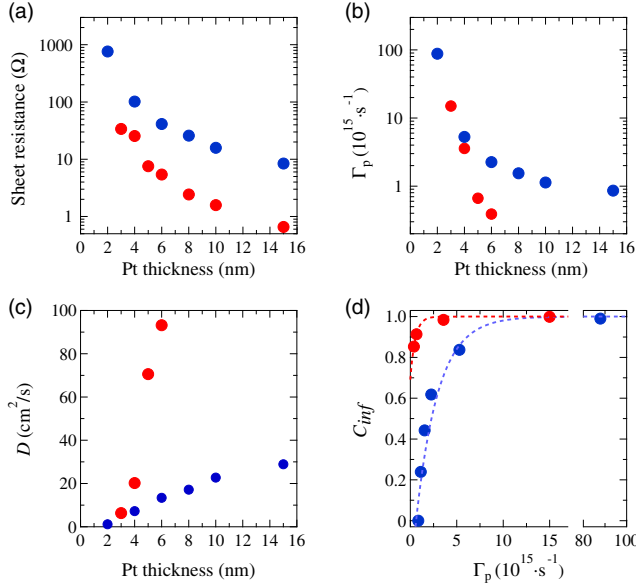 (a)
Sheet resistance (Ω)
1000
100
10
1
0 2 4 6 8 10 12 14 16
Pt thickness (nm)
(b)
Γp (10^15·s^-1)
100
10
1
0 2 4 6 8 10 12 14 16
Pt thickness (nm)
(c)
D (cm^2/s)
100
80
60
40
20
0
0 2 4 6 8 10 12 14 16
Pt thickness (nm)
(d)
Cinf
1.0
0.8
0.6
0.4
0.2
0
0 5 10 15 80 90 100
Γp (10^15·s^-1)